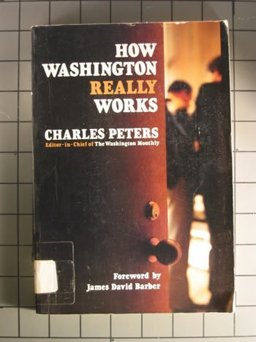 HOW
WASHINGTON
REALLY
WORKS
CHARLES PETERS
Editor-in-Chief of The Washington Monthly
Foreword by
James David Barber